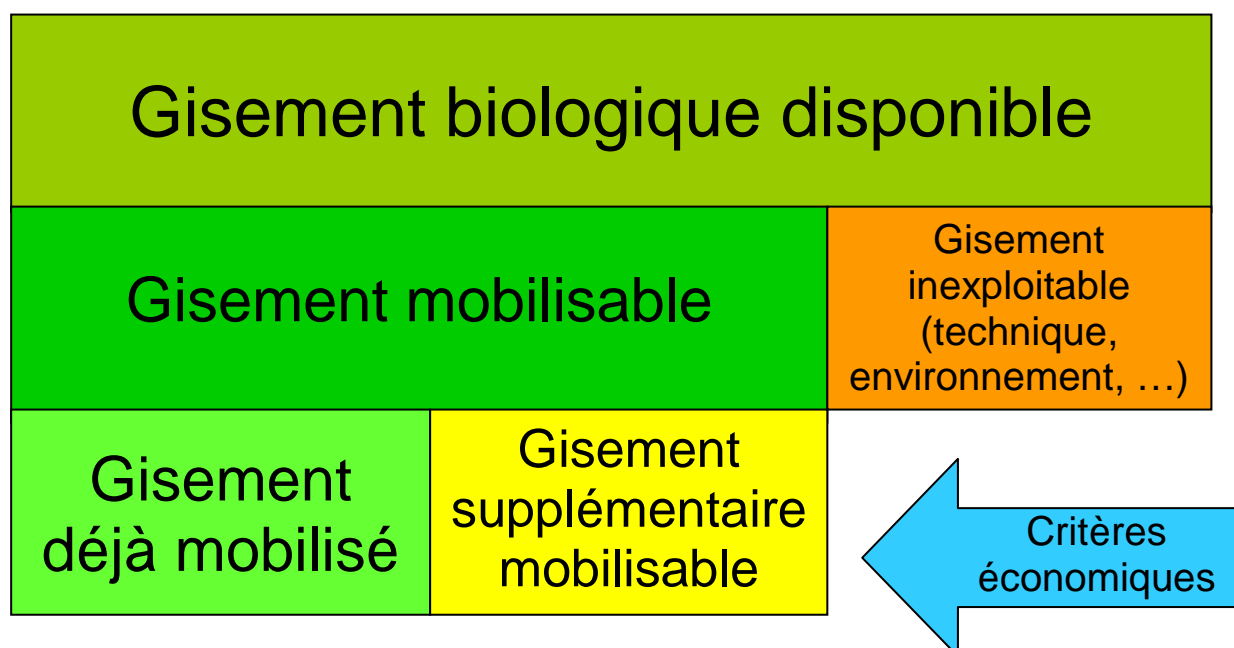 Gisement biologique disponible
Gisement mobilisable
Gisement
inexploitable
(technique,
environnement, …)
Gisement
déjà mobilisé
Gisement
supplémentaire
mobilisable
Critères
économiques